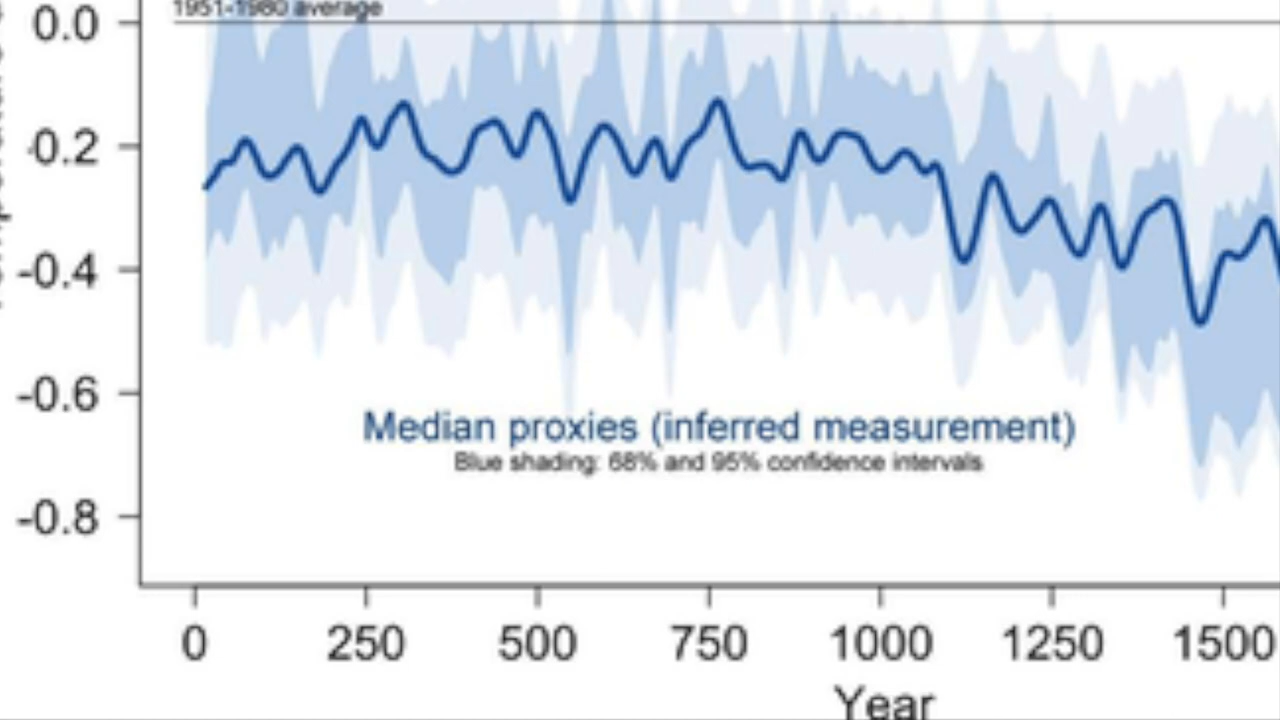 1951-1980 average
0.0
-0.2
-0.4
-0.6
-0.8
Median proxies (inferred measurement)
Blue shading: 68% and 95% confidence intervals
0 250 500 750 1000 1250 1500
Year